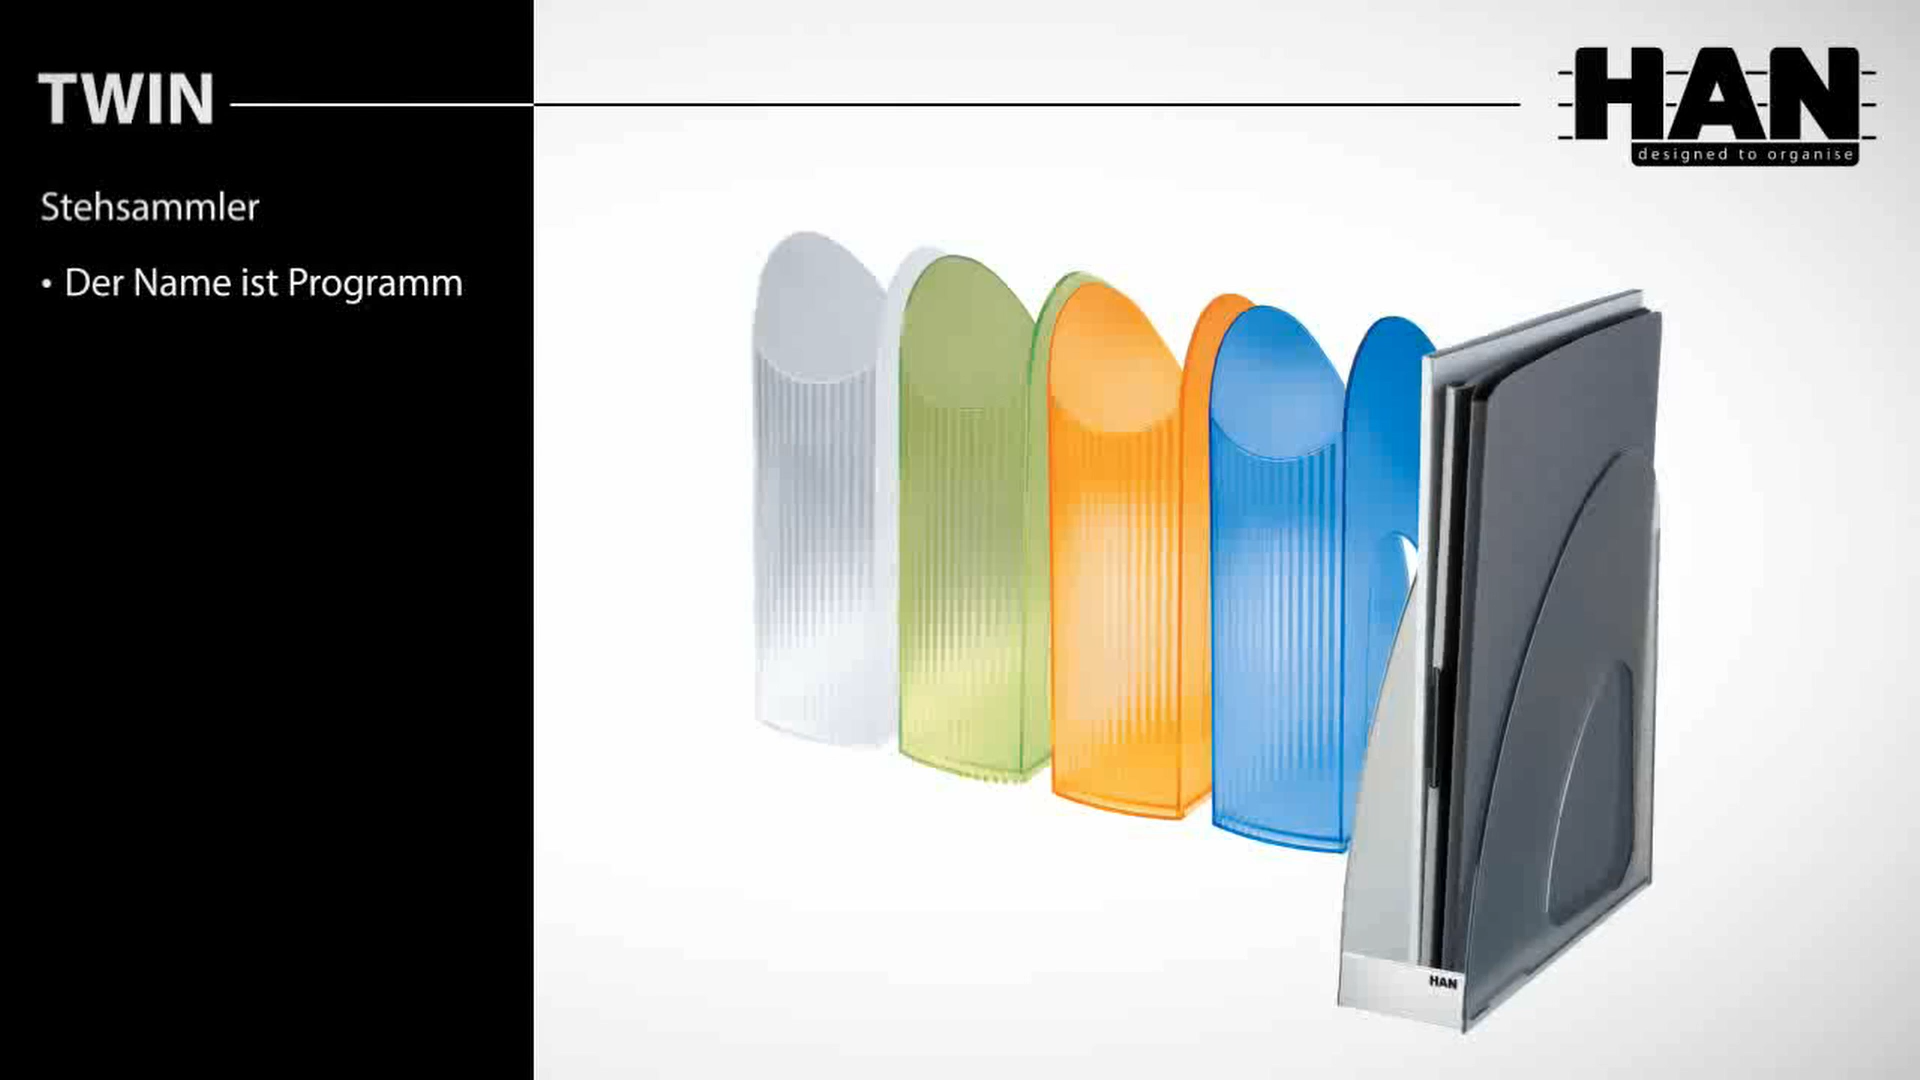 TWIN
HAN
designed to organise
Stehsammler
• Der Name ist Programm
HAN